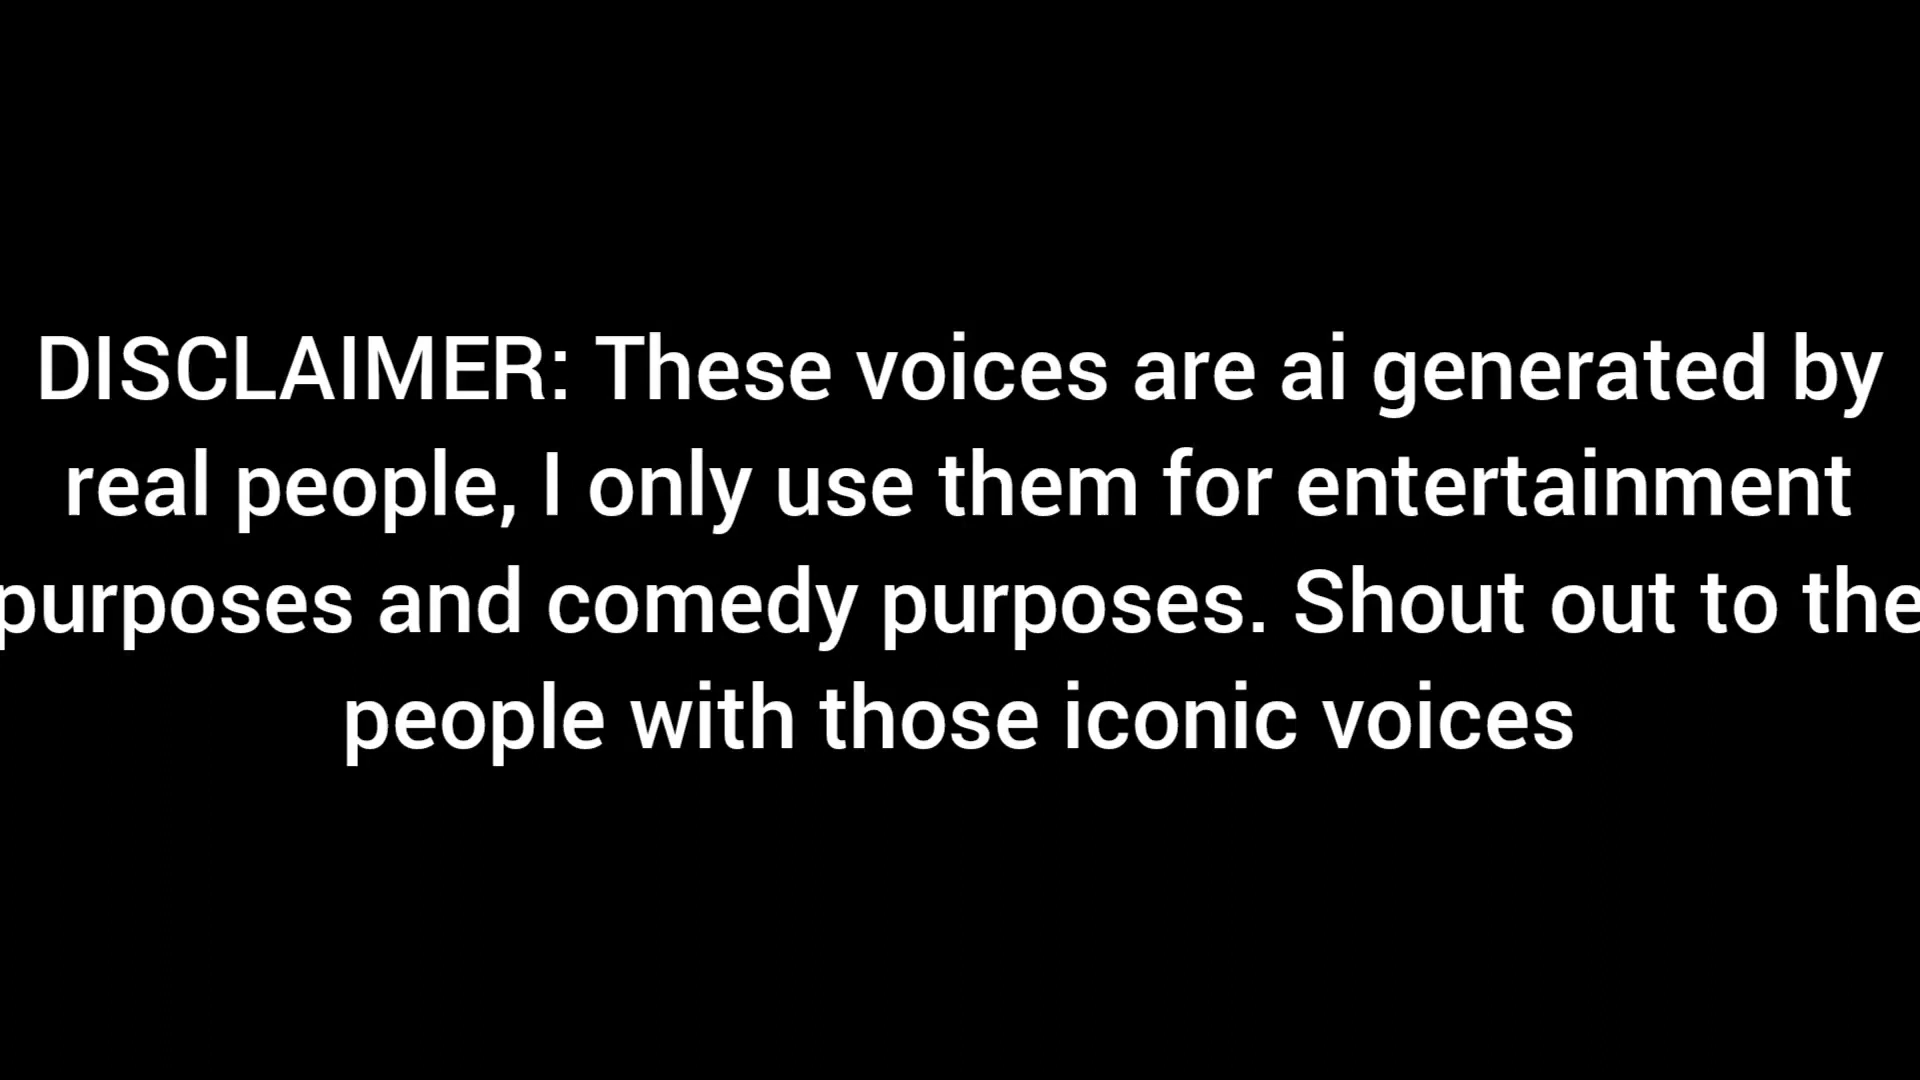 DISCLAIMER: These voices are ai generated by
real people, I only use them for entertainment
purposes and comedy purposes. Shout out to the
people with those iconic voices